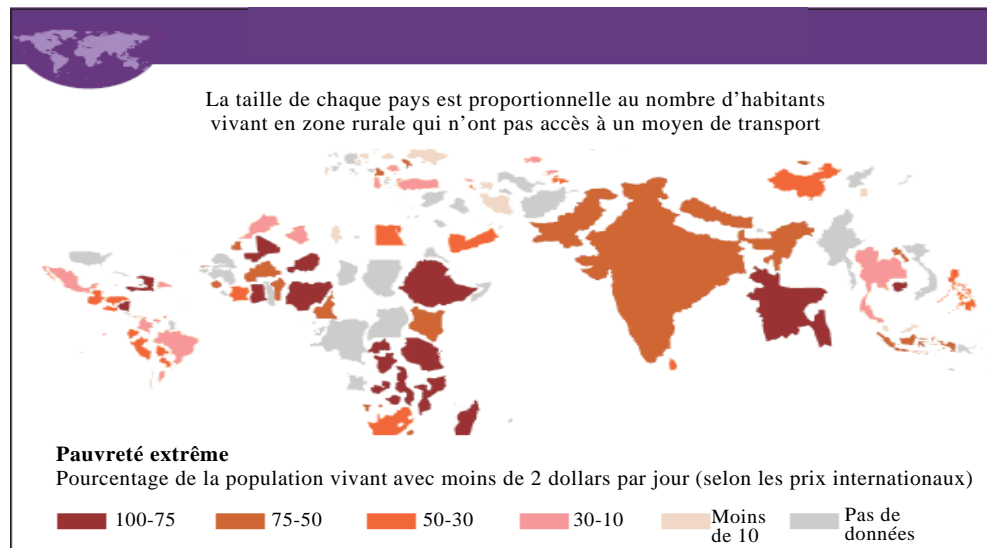 La taille de chaque pays est proportionnelle au nombre d'habitants
vivant en zone rurale qui n'ont pas accès à un moyen de transport
Pauvreté extrême
Pourcentage de la population vivant avec moins de 2 dollars par jour (selon les prix internationaux)
100-75
75-50
50-30
30-10
Moins
de 10
Pas de
données